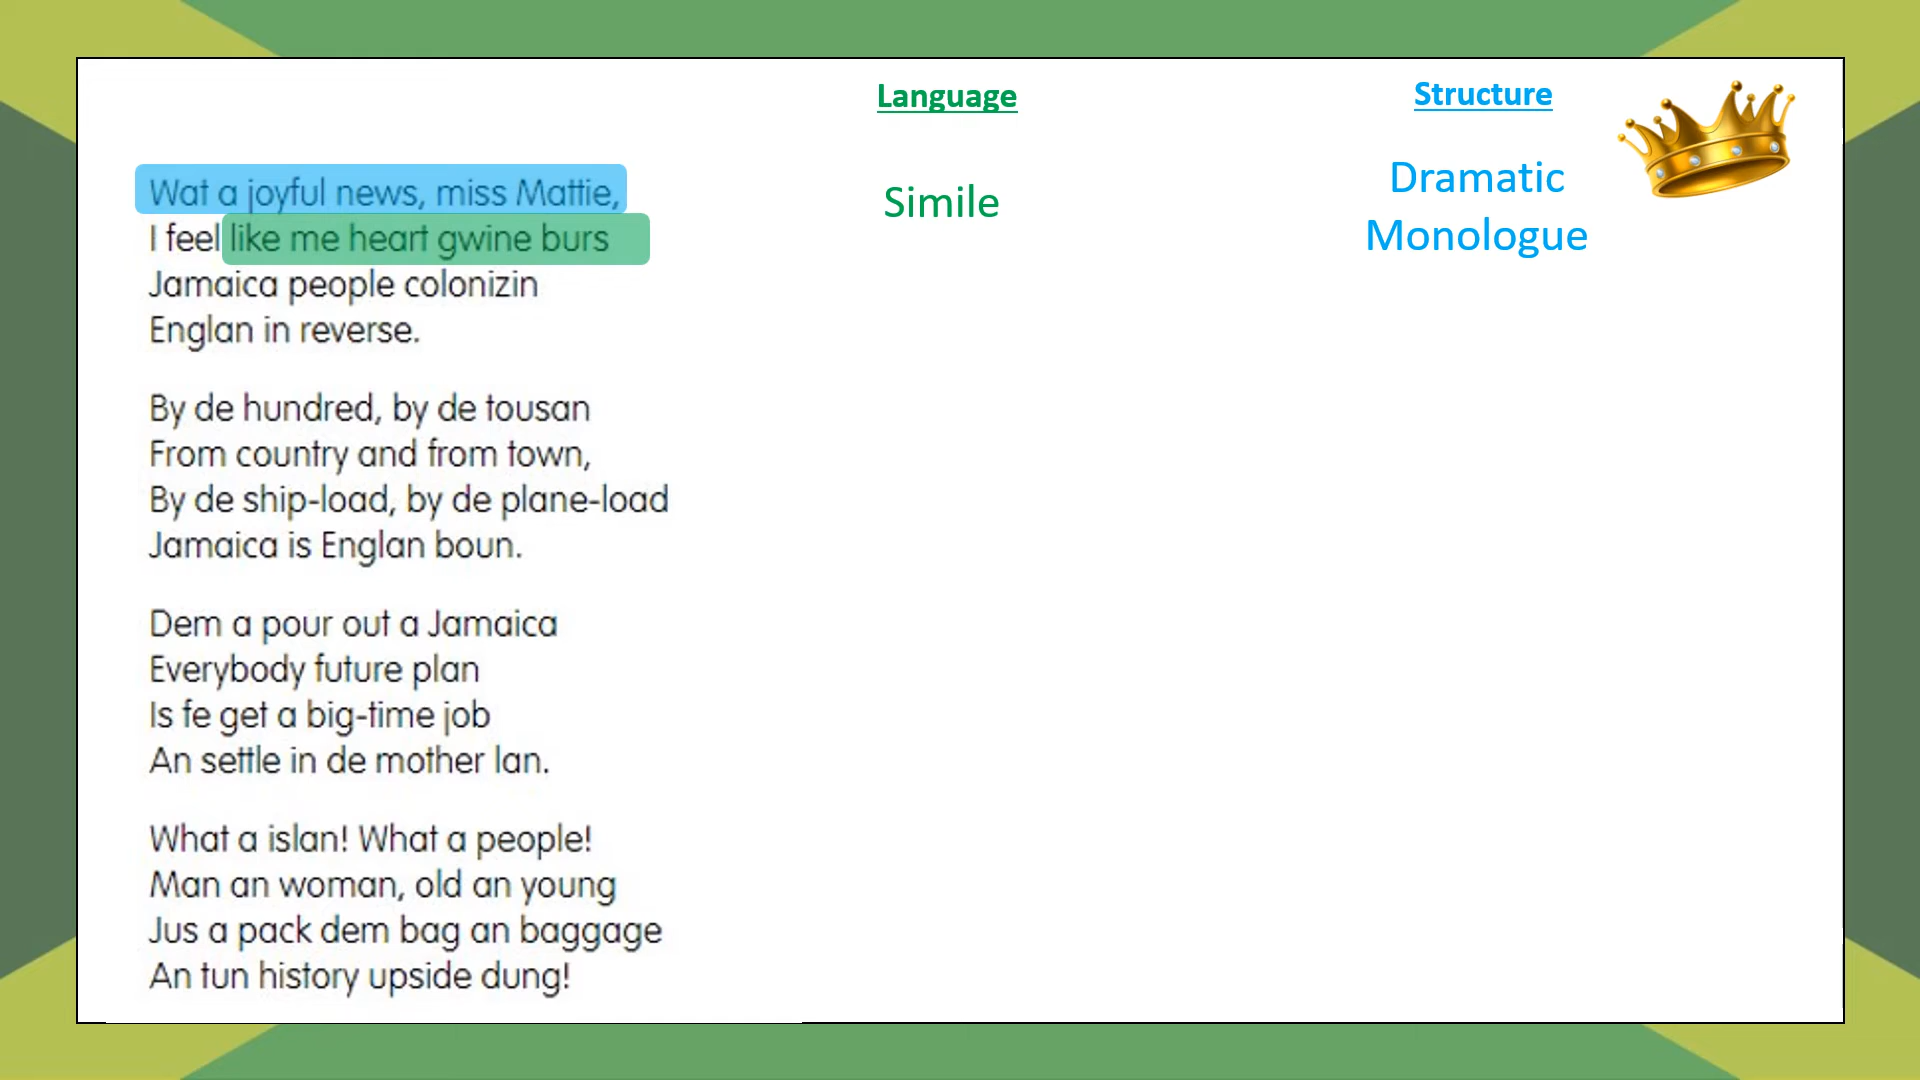 Language
Structure
Wat a joyful news, miss Mattie,
I feel like me heart gwine burs
Jamaica people colonizin
Englan in reverse.
By de hundred, by de tousan
From country and from town,
By de ship-load, by de plane-load
Jamaica is Englan boun.
Dem a pour out a Jamaica
Everybody future plan
Is fe get a big-time job
An settle in de mother lan.
What a islan! What a people!
Man an woman, old an young
Jus a pack dem bag an baggage
An tun history upside dung!
Simile
Dramatic
Monologue